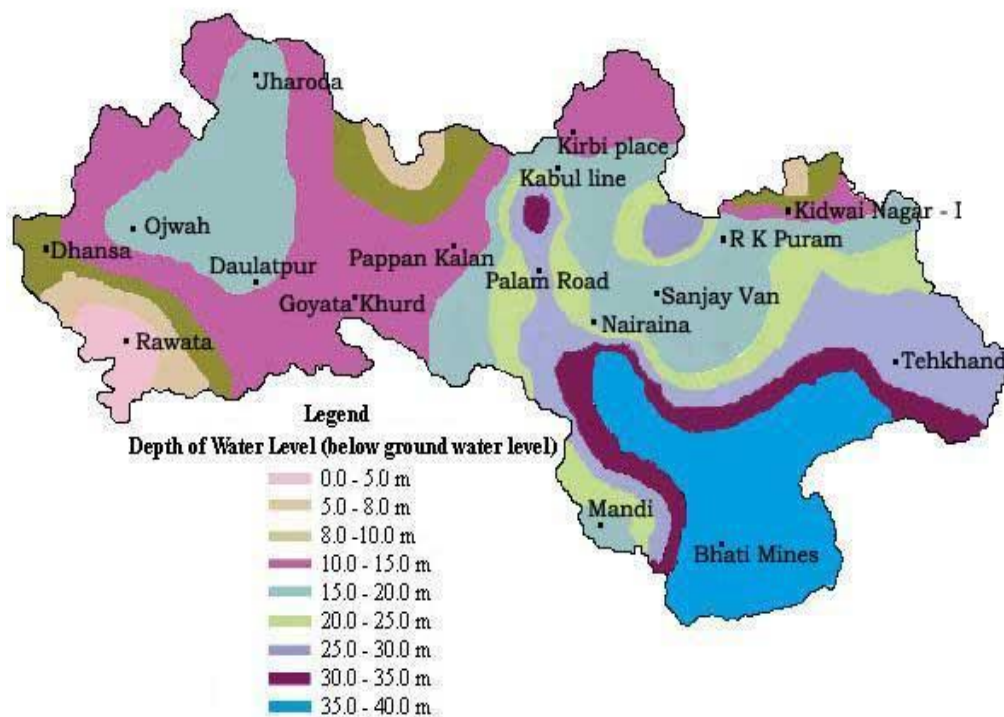 Jharoda
Kirbi place
Kabul line
Kidwai Nagar - I
Ojwah
R K Puram
Dhansa
Pappan Kalan
Daulatpur
Palam Road
Goyata Khurd
Sanjay Van
Nairaina
Rawata
Tehkhand
Legend
Depth of Water Level (below ground water level)
0.0 - 5.0 m
5.0 - 8.0 m
8.0 -10.0 m
10.0 - 15.0 m
15.0 - 20.0 m
20.0 - 25.0 m
25.0 - 30.0 m
30.0 - 35.0 m
35.0 - 40.0 m
Mandi
Bhati Mines